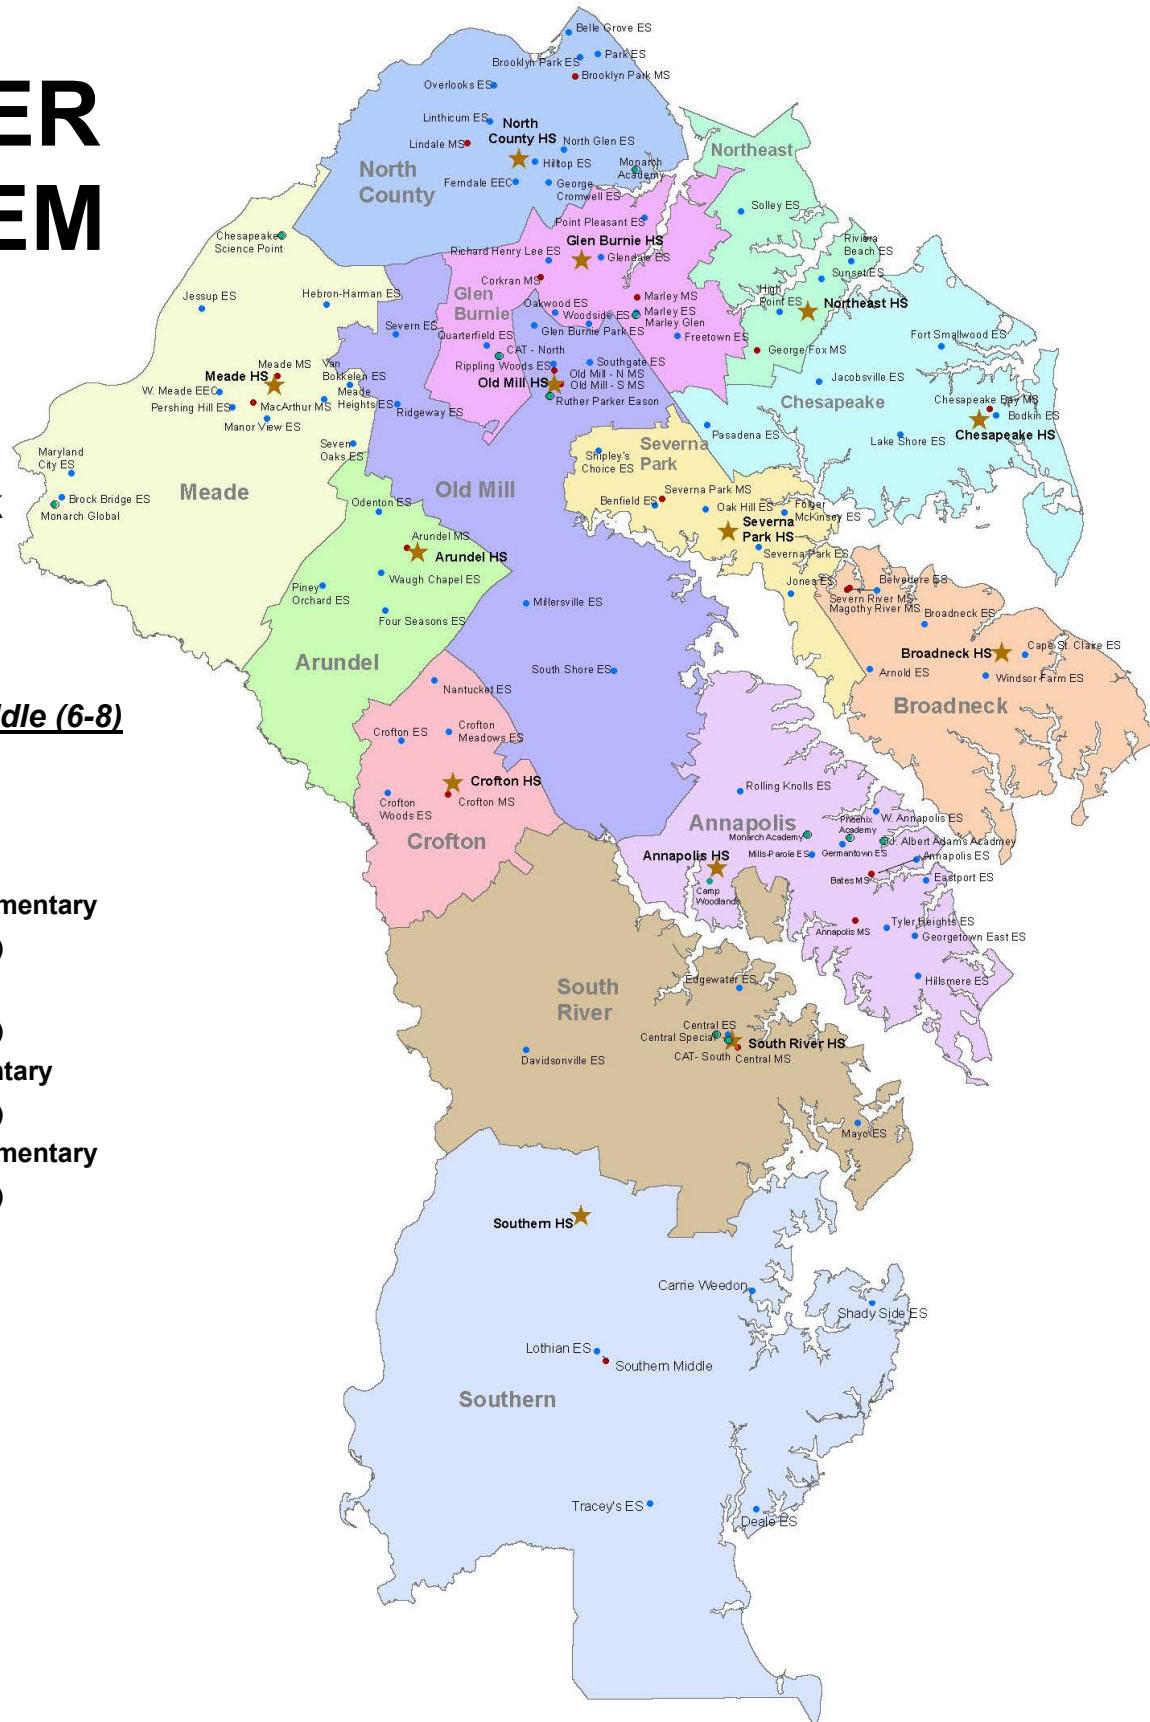 ER
EM
K
ddle (6-8)
mentary
)
)
ntary
)
mentary
)
Belle Grove ES
Park ES
Brooklyn Park ES
Brooklyn Park MS
Overlooks ES
Linthicum ES
North
County HS
Lindale MS
North Glen ES
Hilltop ES
Monarch
Academy
North
County
Ferndale EEC
George
Cromwell ES
Northeast
Solley ES
Riviera
Beach ES
Sunset ES
High
Point ES
Northeast HS
George Fox MS
Chesapeake
Science Point
Point Pleasant ES
Glen Burnie HS
Richard Henry Lee ES
Glendale ES
Corkran MS
Glen
Burnie
Marley MS
Oakwood ES
Woodside ES
Marley ES
Marley Glen
Glen Burnie Park ES
Freetown ES
Quarterfield ES
CAT - North
Rippling Woods ES
Southgate ES
Old Mill - N MS
Old Mill HS
Old Mill - S MS
Ruther Parker Eason
Jessup ES
Hebron-Harman ES
Severn ES
Meade MS
Van
Bokkelen ES
Meade HS
W. Meade EEC
Meade
Heights ES
Pershing Hill ES
MacArthur MS
Ridgeway ES
Manor View ES
Seven
Oaks ES
Maryland
City ES
Brock Bridge ES
Monarch Global
Meade
Old Mill
Fort Smallwood ES
Jacobsville ES
Chesapeake
Chesapeake Bay MS
Bodkin ES
Chesapeake HS
Lake Shore ES
Pasadena ES
Severna
Park
Shipley's
Choice ES
Benfield ES
Severna Park MS
Oak Hill ES
Folger
McKinsey ES
Severna
Park HS
Severna Park ES
Jones ES
Odenton ES
Arundel MS
Arundel HS
Waugh Chapel ES
Piney
Orchard ES
Four Seasons ES
Arundel
Millersville ES
South Shore ES
Belvedere ES
Severn River MS
Magothy River MS
Broadneck ES
Broadneck HS
Cape St. Claire ES
Arnold ES
Windsor Farm ES
Broadneck
Nantucket ES
Crofton ES
Crofton
Meadows ES
Crofton HS
Crofton MS
Crofton
Woods ES
Crofton
Rolling Knolls ES
Annapolis
W. Annapolis ES
Phoenix
Academy
Monarch Academy
J. Albert Adams Acadmey
Mills-Parole ES
Germantown ES
Annapolis ES
Annapolis HS
Bates MS
Eastport ES
Camp
Woodlands
Annapolis MS
Tyler Heights ES
Georgetown East ES
Hillsmere ES
South
River
Edgewater ES
Central ES
Central Special
South River HS
CAT- South
Central MS
Davidsonville ES
Mayo ES
Southern HS
Carrie Weedon
Shady Side ES
Lothian ES
Southern Middle
Southern
Tracey's ES
Deale ES